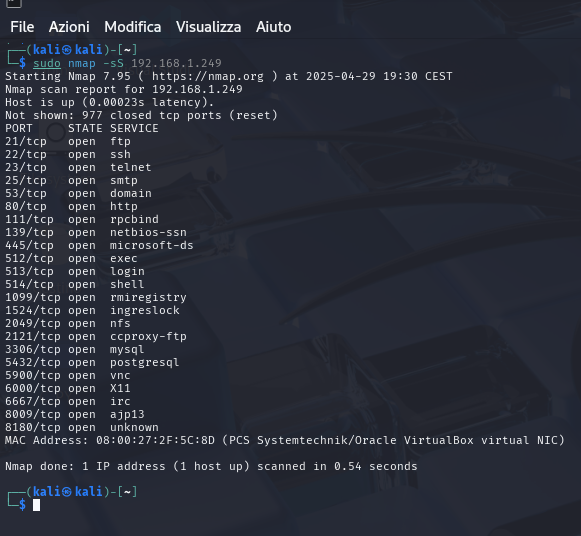 File Azioni Modifica Visualizza Aiuto
┌──(kali㉿kali)-[~]
└─$ sudo nmap -sS 192.168.1.249
Starting Nmap 7.95 ( https://nmap.org ) at 2025-04-29 19:30 CEST
Nmap scan report for 192.168.1.249
Host is up (0.00023s latency).
Not shown: 977 closed tcp ports (reset)
PORT     STATE SERVICE
21/tcp   open  ftp
22/tcp   open  ssh
23/tcp   open  telnet
25/tcp   open  smtp
53/tcp   open  domain
80/tcp   open  http
111/tcp  open  rpcbind
139/tcp  open  netbios-ssn
445/tcp  open  microsoft-ds
512/tcp  open  exec
513/tcp  open  login
514/tcp  open  shell
1099/tcp open  rmiregistry
1524/tcp open  ingreslock
2049/tcp open  nfs
2121/tcp open  ccproxy-ftp
3306/tcp open  mysql
5432/tcp open  postgresql
5900/tcp open  vnc
6000/tcp open  X11
6667/tcp open  irc
8009/tcp open  ajp13
8180/tcp open  unknown
MAC Address: 08:00:27:2F:5C:8D (PCS Systemtechnik/Oracle VirtualBox virtual NIC)
Nmap done: 1 IP address (1 host up) scanned in 0.54 seconds
┌──(kali㉿kali)-[~]
└─$